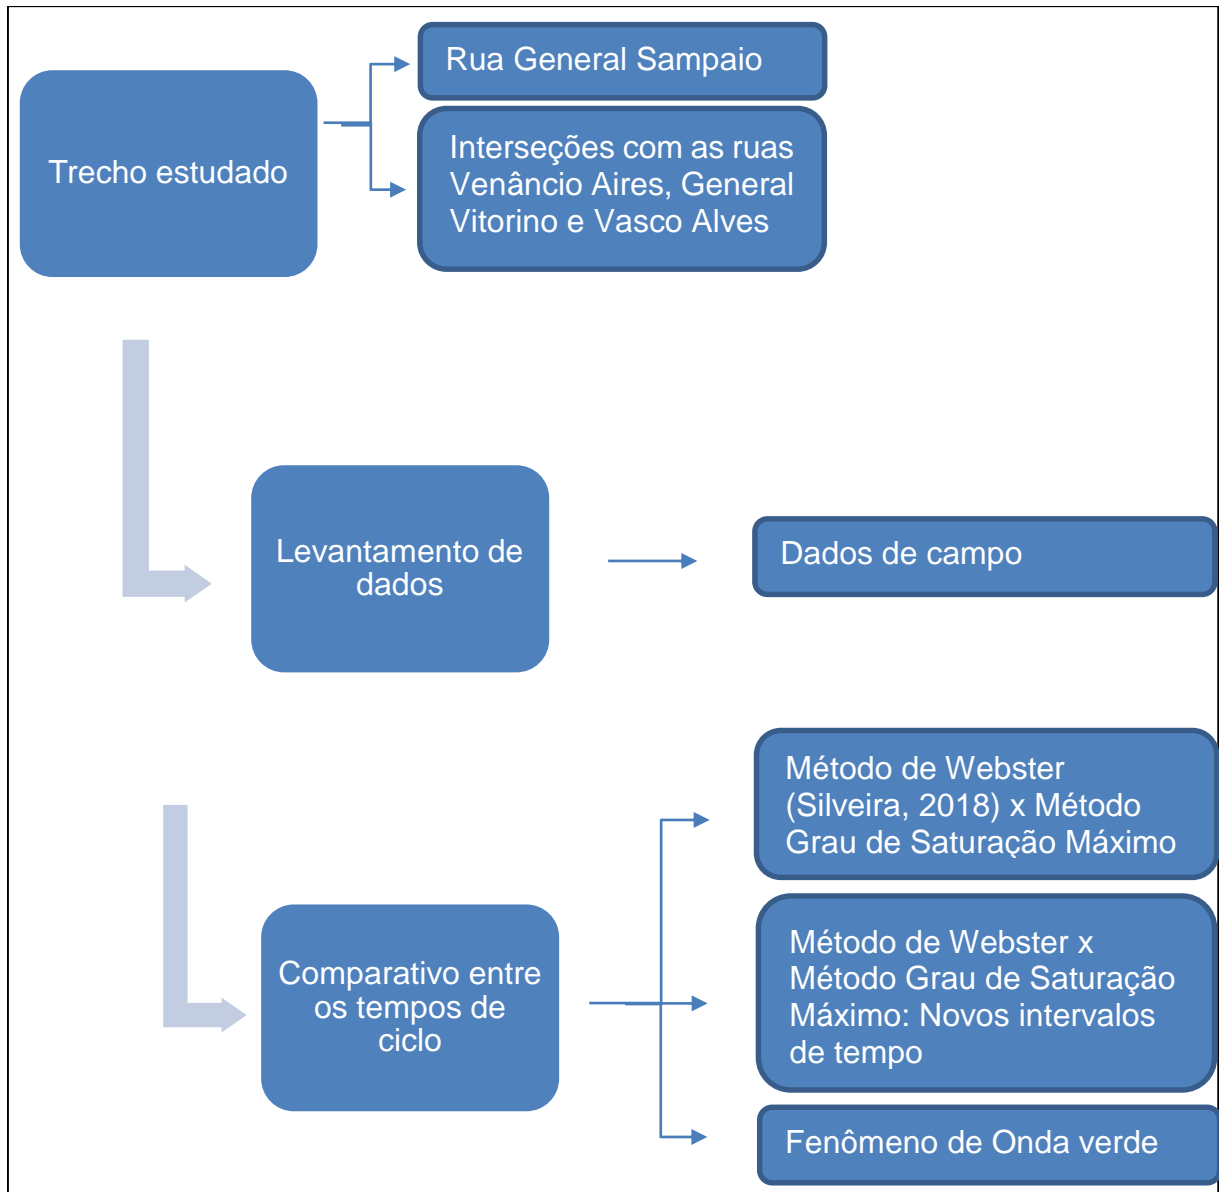 Rua General Sampaio
Trecho estudado
Interseções com as ruas
Venâncio Aires, General
Vitorino e Vasco Alves
Levantamento de
dados
Dados de campo
Método de Webster
(Silveira, 2018) x Método
Grau de Saturação Máximo
Comparativo entre
os tempos de
ciclo
Método de Webster x
Método Grau de Saturação
Máximo: Novos intervalos
de tempo
Fenômeno de Onda verde